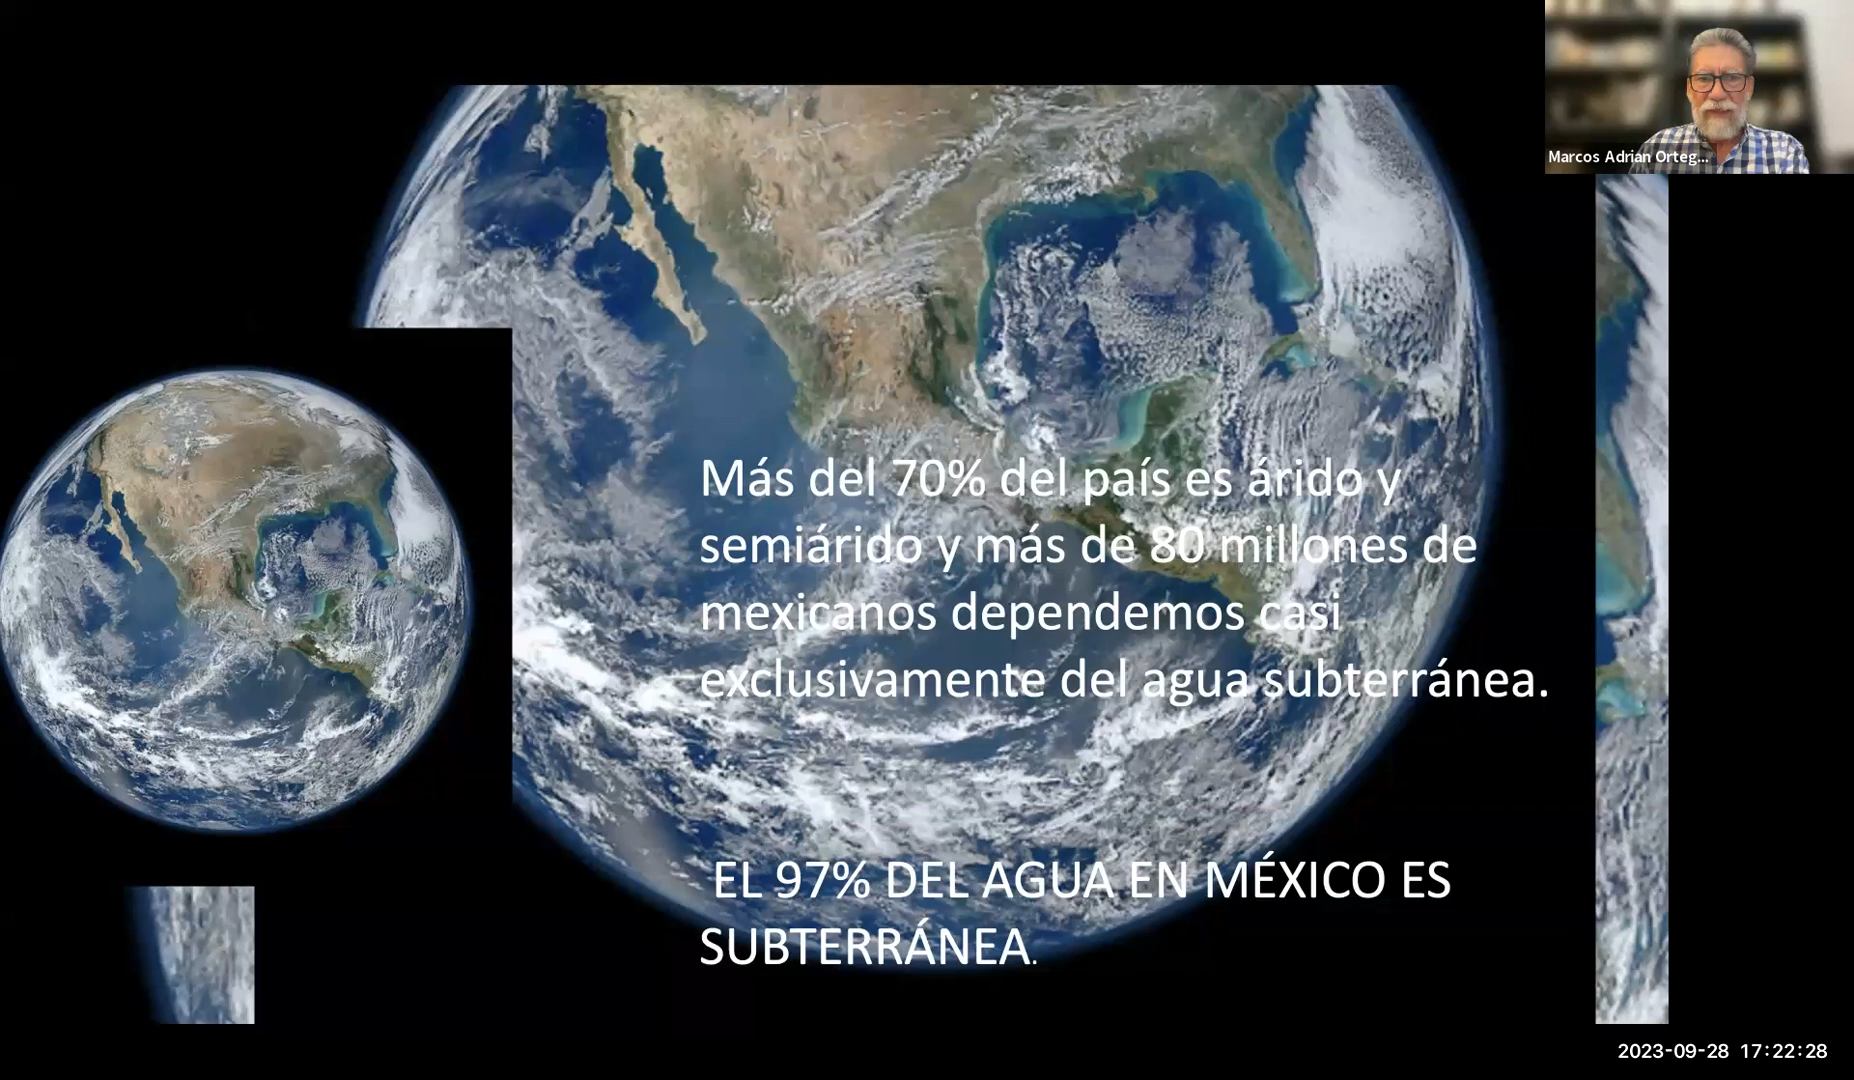 Marcos Adrian Orteg...
Más del 70% del país es árido y
semiárido y más de 80 millones de
mexicanos dependemos casi
exclusivamente del agua subterránea.
EL 97% DEL AGUA EN MÉXICO ES
SUBTERRÁNEA.
2023-09-28 17:22:28